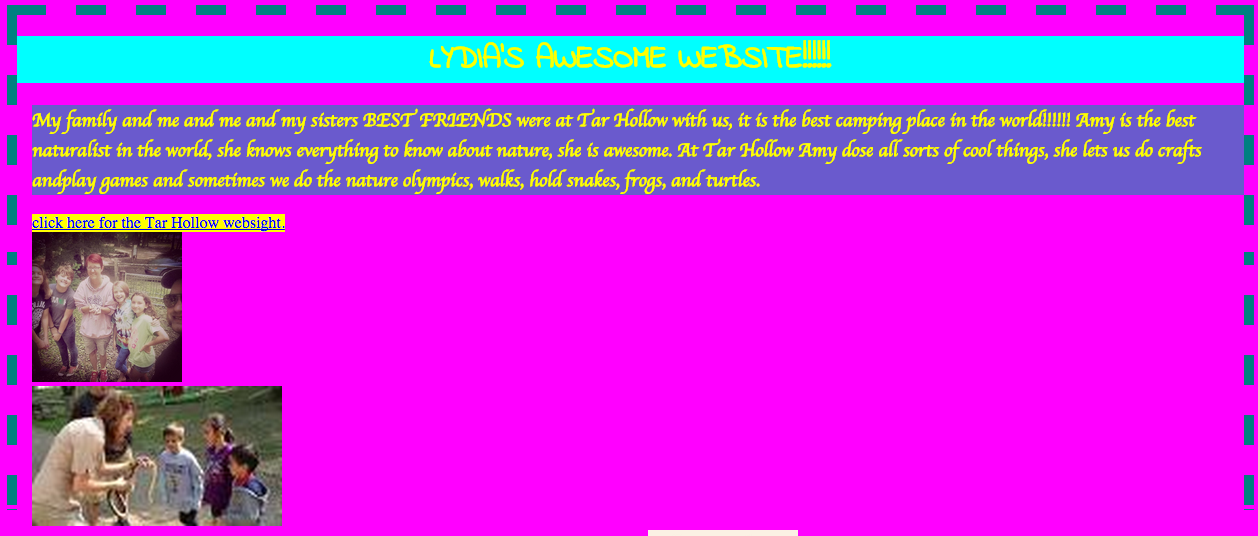 LYDIA'S AWESOME WEBSITE!!!!!!
My family and me and me and my sisters BEST FRIENDS were at Tar Hollow with us, it is the best camping place in the world!!!!!! Amy is the best
naturalist in the world, she knows everything to know about nature, she is awesome. At Tar Hollow Amy dose all sorts of cool things, she lets us do crafts
andplay games and sometimes we do the nature olympics, walks, hold snakes, frogs, and turtles.
click here for the Tar Hollow websight.